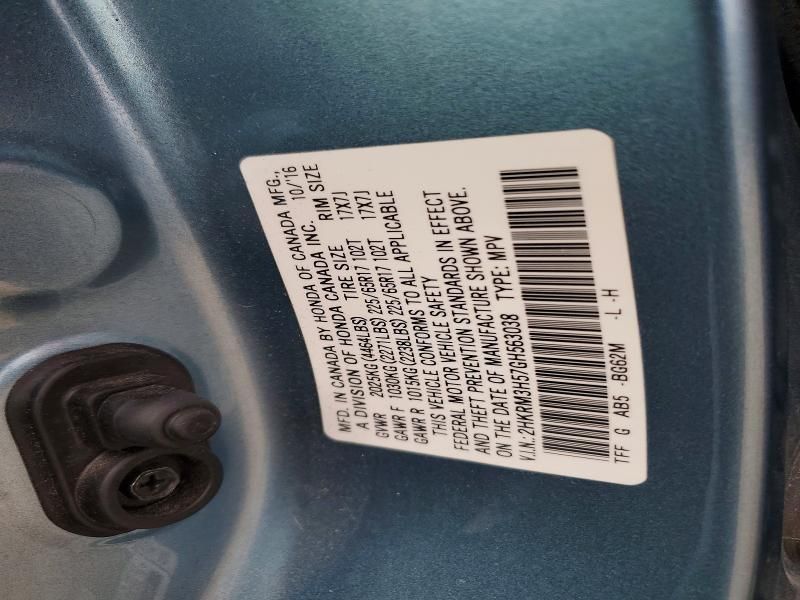 MFD. IN CANADA BY HONDA OF CANADA MFG.,
A DIVISION OF HONDA CANADA INC. 10/'16
GVWR 2025KG (4464LBS) TIRE SIZE RIM SIZE
GAWR F 1030KG (2271LBS) 225/65R17 102T 17X7J
GAWR R 1015KG (2238LBS) 225/65R17 102T 17X7J
THIS VEHICLE CONFORMS TO ALL APPLICABLE
FEDERAL MOTOR VEHICLE SAFETY
AND THEFT PREVENTION STANDARDS IN EFFECT
ON THE DATE OF MANUFACTURE SHOWN ABOVE.
V.I.N.: 2HKRM3H57GH563038 TYPE: MPV
TFF G AB5 -BG62M -L -H